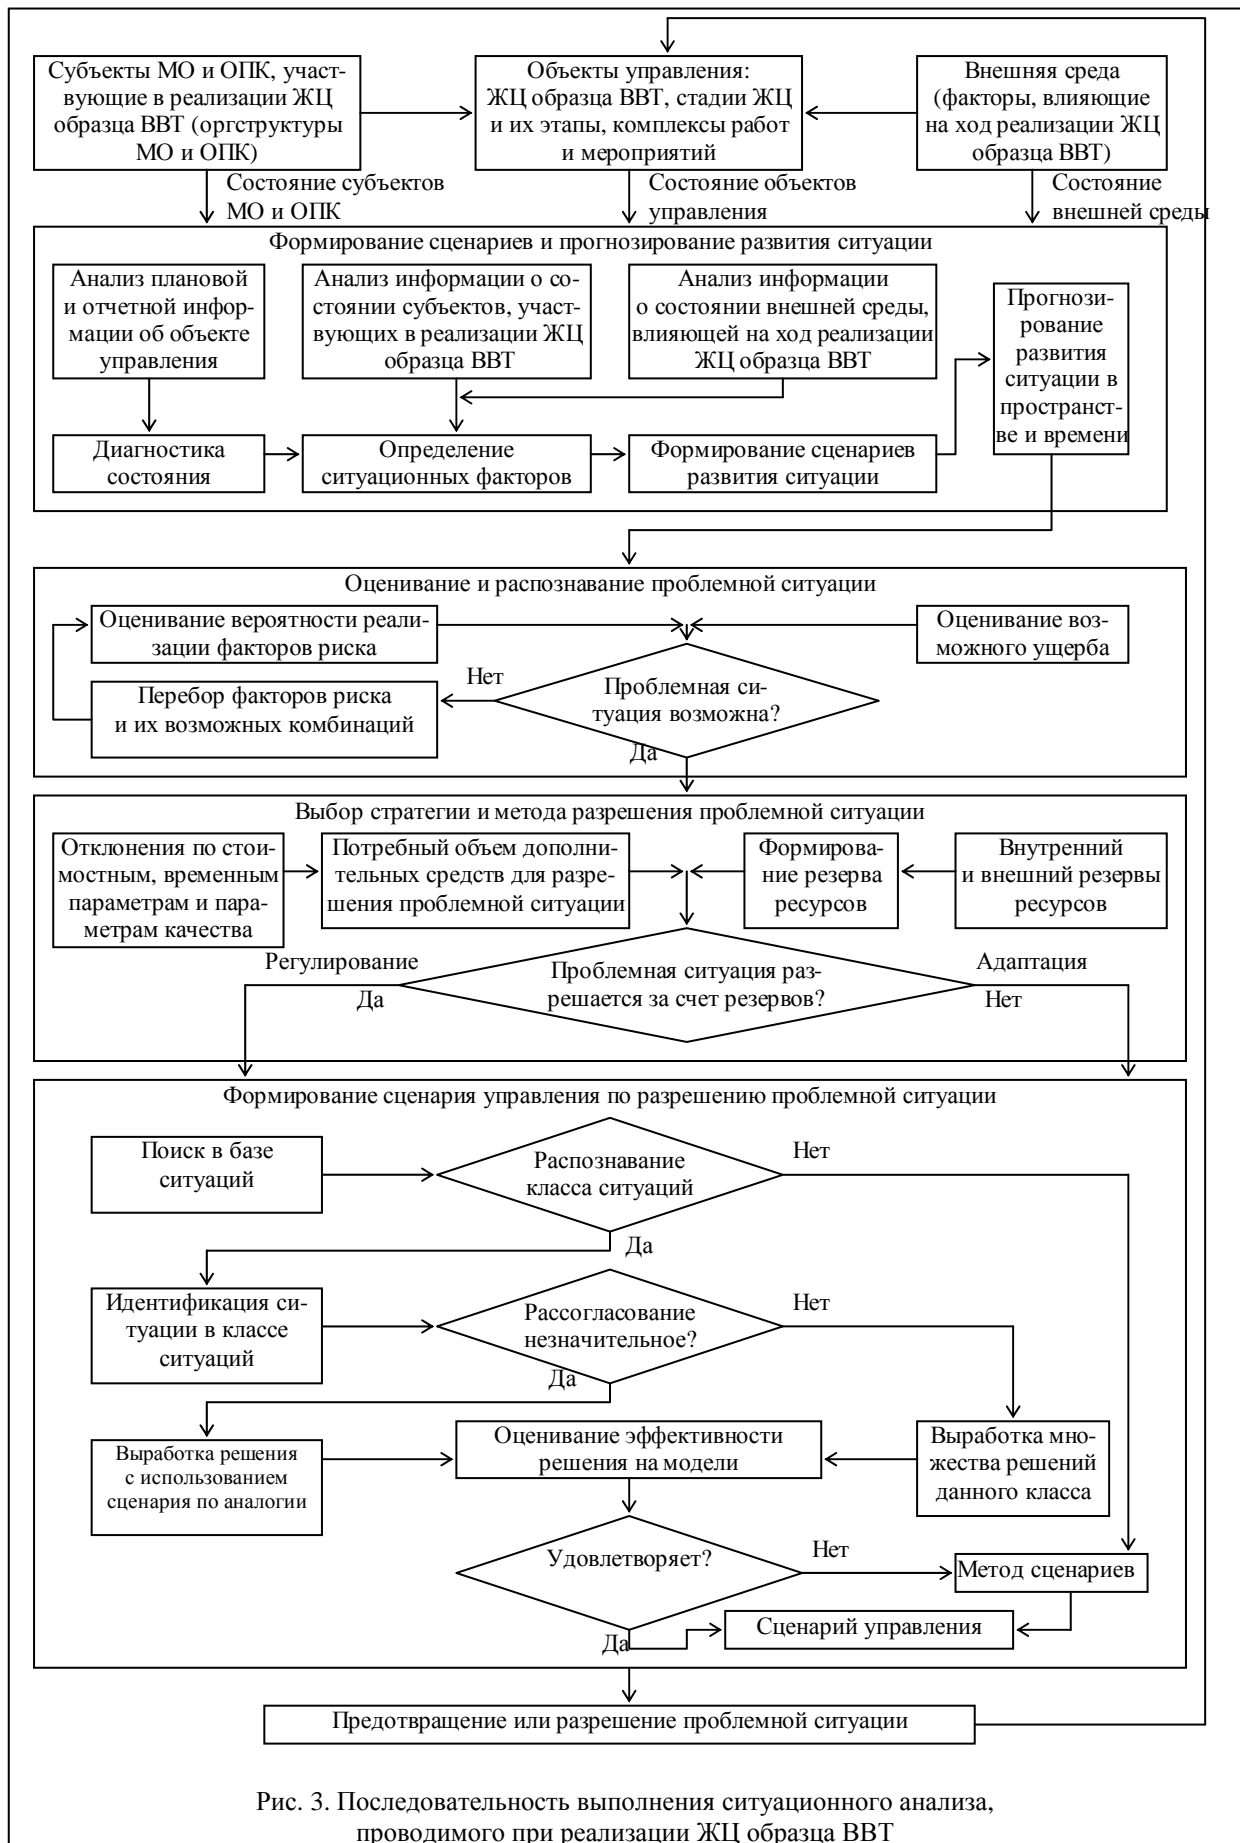 Субъекты МО и ОПК, участ-
вующие в реализации ЖЦ
образца ВВТ (оргструктуры
МО и ОПК)
Объекты управления:
ЖЦ образца ВВТ, стадии ЖЦ
и их этапы, комплексы работ
и мероприятий
Внешняя среда
(факторы, влияющие
на ход реализации ЖЦ
образца ВВТ)
Состояние субъектов
МО и ОПК
Состояние объектов
управления
Состояние
внешней среды
Формирование сценариев и прогнозирование развития ситуации
Анализ плановой
и отчетной инфор-
мации об объекте
управления
Анализ информации о со-
стоянии субъектов, участ-
вующих в реализации ЖЦ
образца ВВТ
Анализ информации
о состоянии внешней среды,
влияющей на ход реализации
ЖЦ образца ВВТ
Прогнози-
рование
развития
ситуации в
пространст-
ве и времени
Диагностика
состояния
Определение
ситуационных факторов
Формирование сценариев
развития ситуации
Оценивание и распознавание проблемной ситуации
Оценивание вероятности реали-
зации факторов риска
Оценивание воз-
можного ущерба
Нет
Перебор факторов риска
и их возможных комбинаций
Проблемная си-
туация возможна?
Да
Выбор стратегии и метода разрешения проблемной ситуации
Отклонения по стои-
мостным, временным
параметрам и пара-
метрам качества
Потребный объем дополни-
тельных средств для разре-
шения проблемной ситуации
Формирова-
ние резерва
ресурсов
Внутренний
и внешний резервы
ресурсов
Регулирование
Да
Проблемная ситуация раз-
решается за счет резервов?
Адаптация
Нет
Формирование сценария управления по разрешению проблемной ситуации
Поиск в базе
ситуаций
Распознавание
класса ситуаций
Нет
Да
Идентификация си-
туации в классе
ситуаций
Рассогласование
незначительное?
Нет
Да
Выработка решения
с использованием
сценария по аналогии
Оценивание эффективности
решения на модели
Выработка мно-
жества решений
данного класса
Удовлетворяет?
Нет
Метод сценариев
Да
Сценарий управления
Предотвращение или разрешение проблемной ситуации
Рис. 3. Последовательность выполнения ситуационного анализа,
проводимого при реализации ЖЦ образца ВВТ